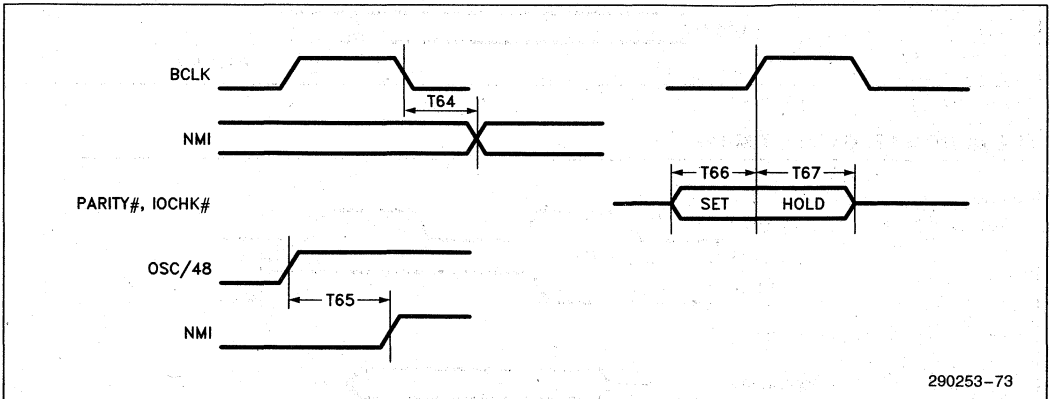 BCLK
T64
NMI
T66
T67
PARITY#, IOCHK#
SET
HOLD
OSC/48
T65
NMI
290253-73